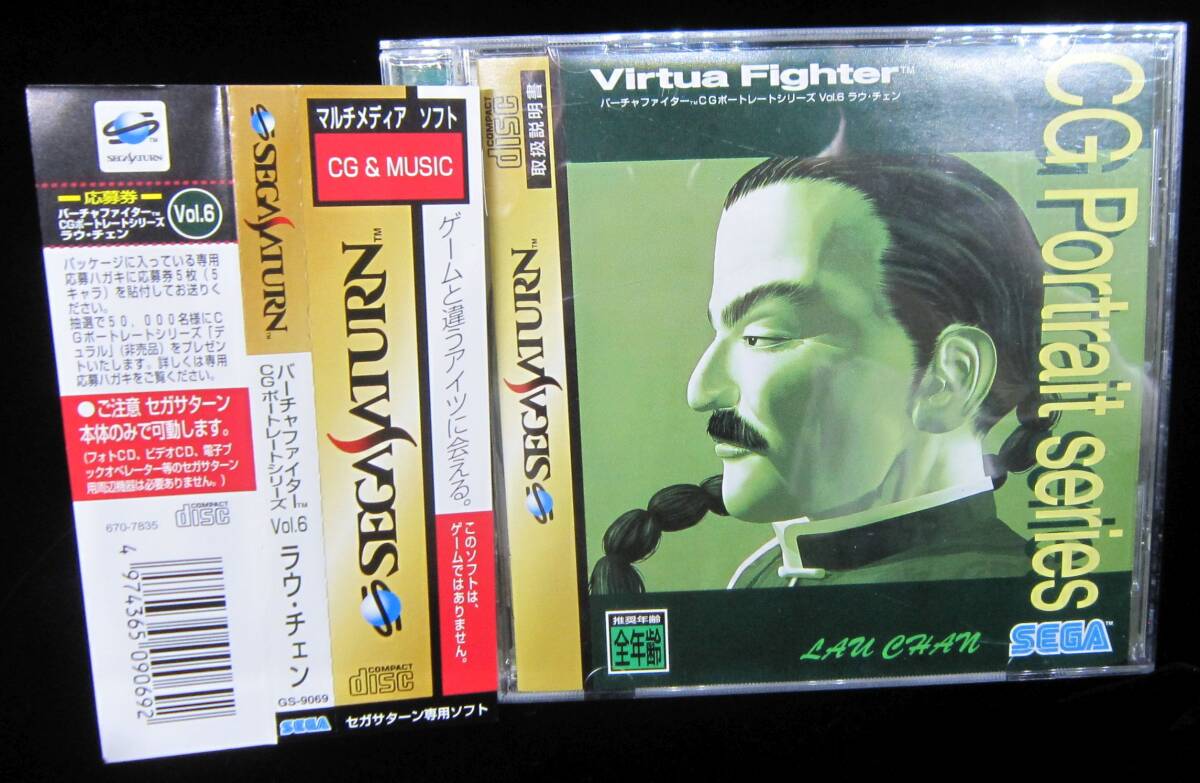 SEGA SATURN™
応募券
バーチャファイター™
CGポートレートシリーズ
ラウ・チェン
Vol.6
パッケージに入っている専用
応募ハガキに応募券5枚(5
キャラ)を貼付してお送りく
ださい。
抽選で50,000名様にC
Gポートレートシリーズ「デ
ュラル」(非売品)をプレゼン
トいたします。詳しくは専用
応募ハガキをご覧ください。
●ご注意 セガサターン
本体のみで可動します。
(フォトCD、ビデオCD、電子ブ
ックオペレーター等のセガサターン
用周辺機器は必要ありません。)
670-7835
COMPACT
disc
4 974365 090692
SEGA SATURN™
バーチャファイター™
CGポートレートシリーズ
Vol.6
ラウ・チェン
GS-9069
SEGA
マルチメディア ソフト
CG & MUSIC
SEGA SATURN™
COMPACT
disc
ゲームと違うアイツに会える。
このソフトは、
ゲームではありません。
セガサターン専用ソフト
COMPACT
disc
取扱説明書
SEGA SATURN™
Virtua Fighter™
バーチャファイター™CGポートレートシリーズ Vol.6 ラウ・チェン
CG Portrait series
推奨年齢
全年齢
LAU CHAN
SEGA™